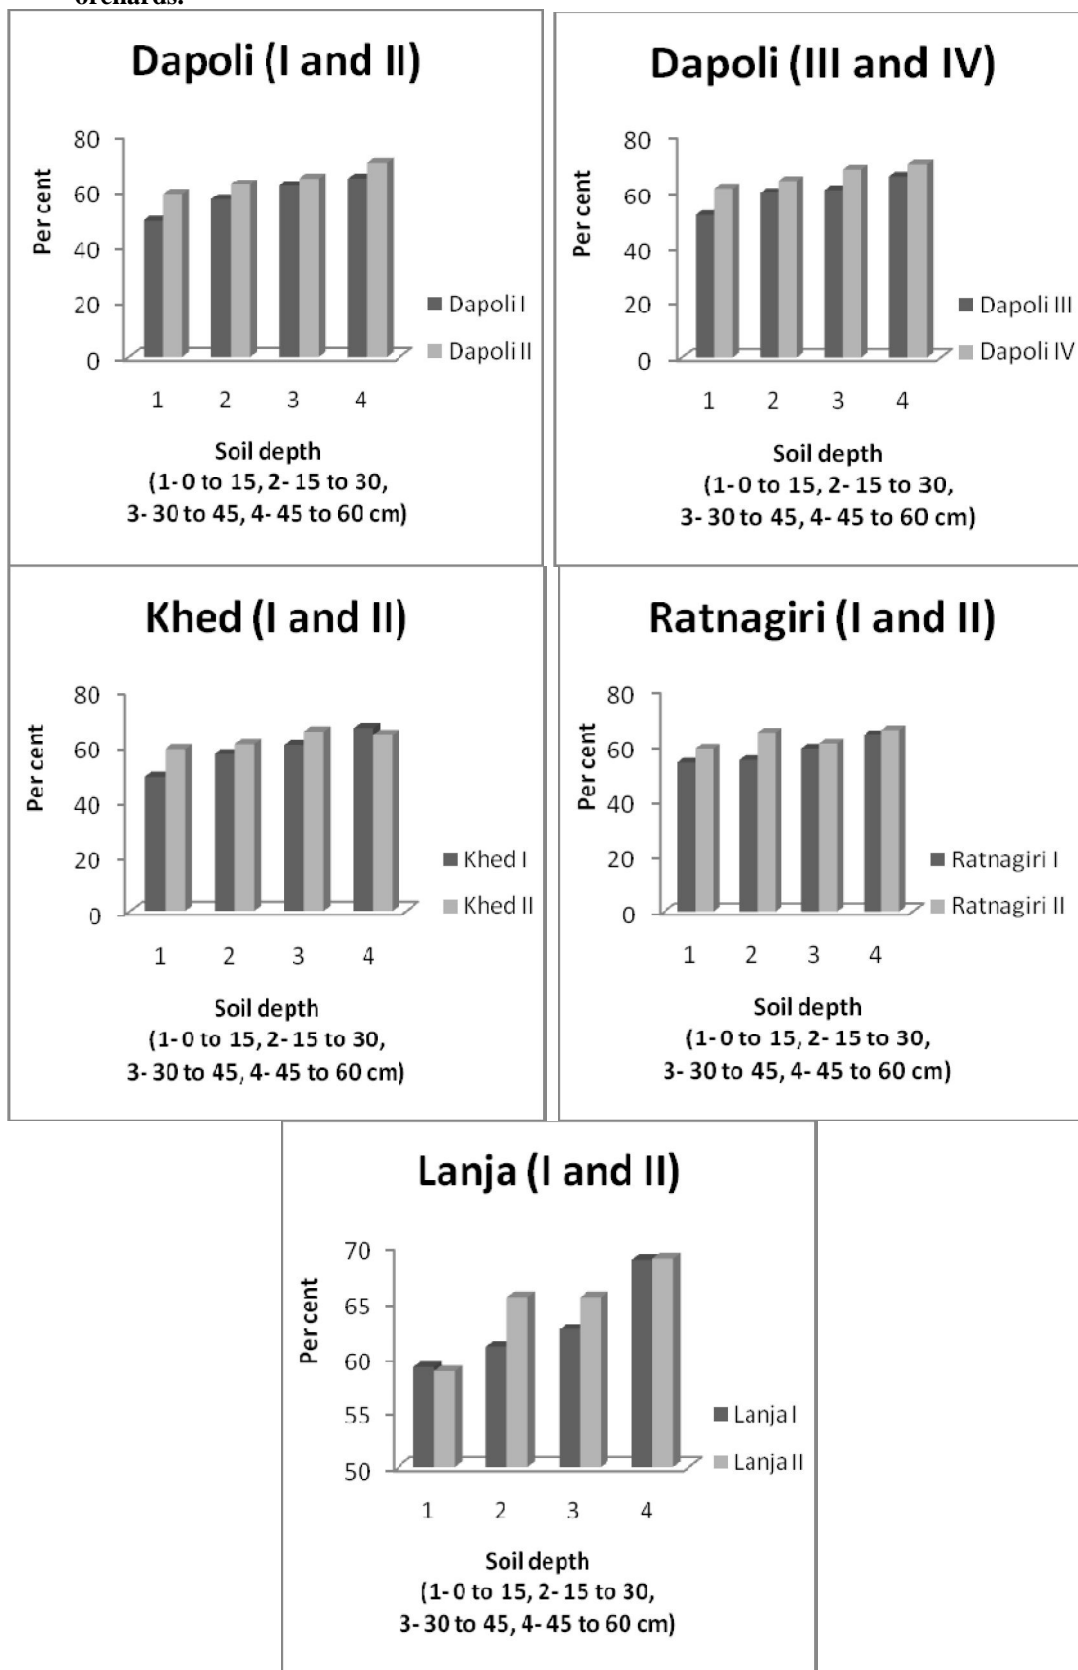 orchards.
Dapoli (I and II)
80
60
40
20
0
Per cent
1 2 3 4
Soil depth
(1- 0 to 15, 2- 15 to 30,
3- 30 to 45, 4- 45 to 60 cm)
Dapoli I
Dapoli II
Dapoli (III and IV)
80
60
40
20
0
Per cent
1 2 3 4
Soil depth
(1- 0 to 15, 2- 15 to 30,
3- 30 to 45, 4- 45 to 60 cm)
Dapoli III
Dapoli IV
Khed (I and II)
80
60
40
20
0
Per cent
1 2 3 4
Soil depth
(1- 0 to 15, 2- 15 to 30,
3- 30 to 45, 4- 45 to 60 cm)
Khed I
Khed II
Ratnagiri (I and II)
80
60
40
20
0
Per cent
1 2 3 4
Soil depth
(1- 0 to 15, 2- 15 to 30,
3- 30 to 45, 4- 45 to 60 cm)
Ratnagiri I
Ratnagiri II
Lanja (I and II)
70
65
60
55
50
Per cent
1 2 3 4
Soil depth
(1- 0 to 15, 2- 15 to 30,
3- 30 to 45, 4- 45 to 60 cm)
Lanja I
Lanja II